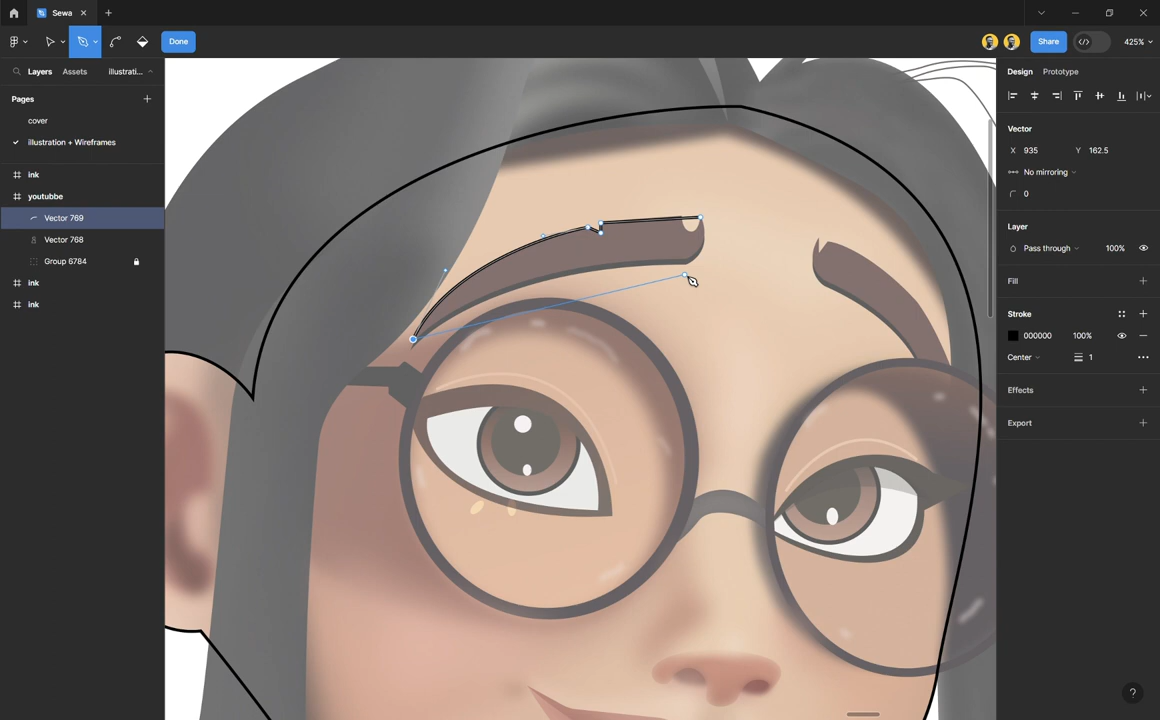 Sewa
Done
Share
425%
Layers
Assets
illustrati...
Design
Prototype
Pages
cover
illustration + Wireframes
ink
youtubbe
Vector 769
Vector 768
Group 6784
ink
ink
Vector
X 935 Y 162.5
No mirroring
0
Layer
Pass through 100%
Fill
Stroke
000000 100%
Center 1
Effects
Export
?